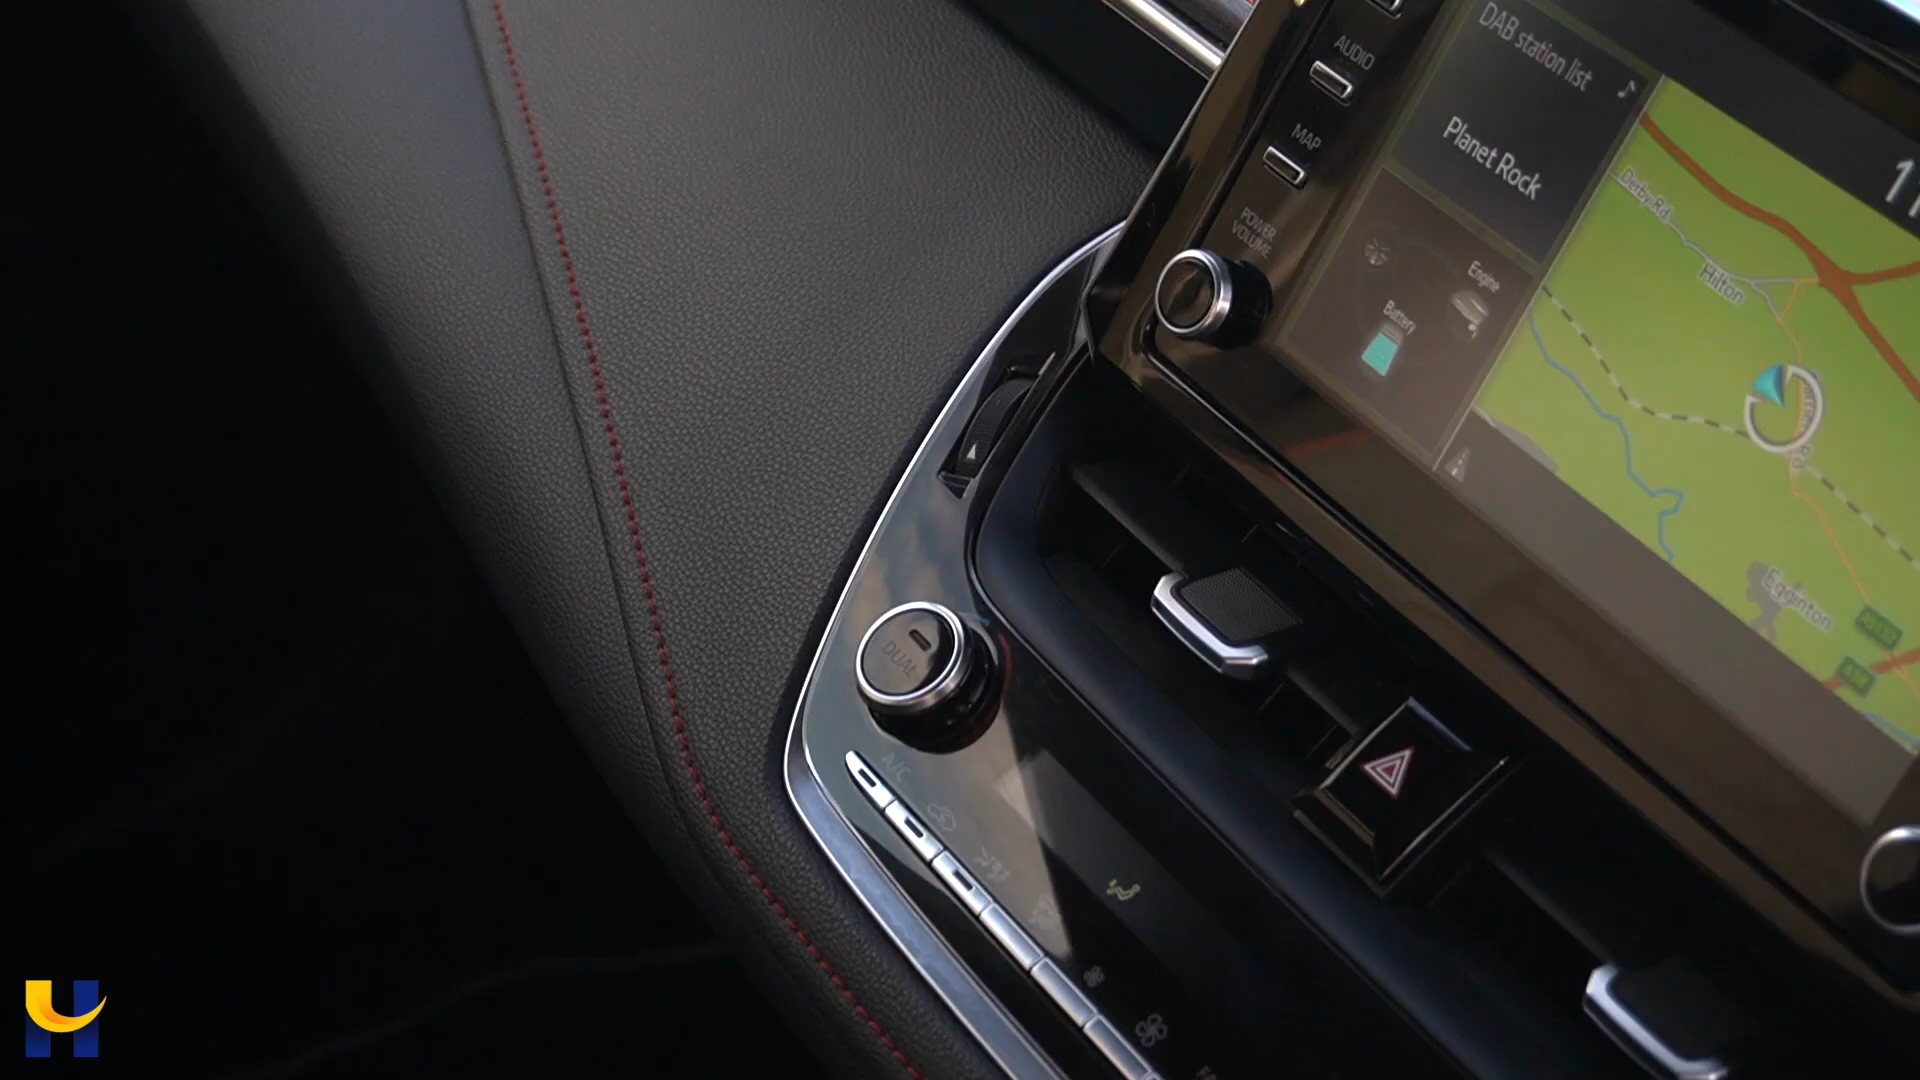 DAB station list
Planet Rock
AUDIO
MAP
POWER
VOLUME
Engine
Battery
Derby Rd
Hilton
Egginton
DUAL
A/C